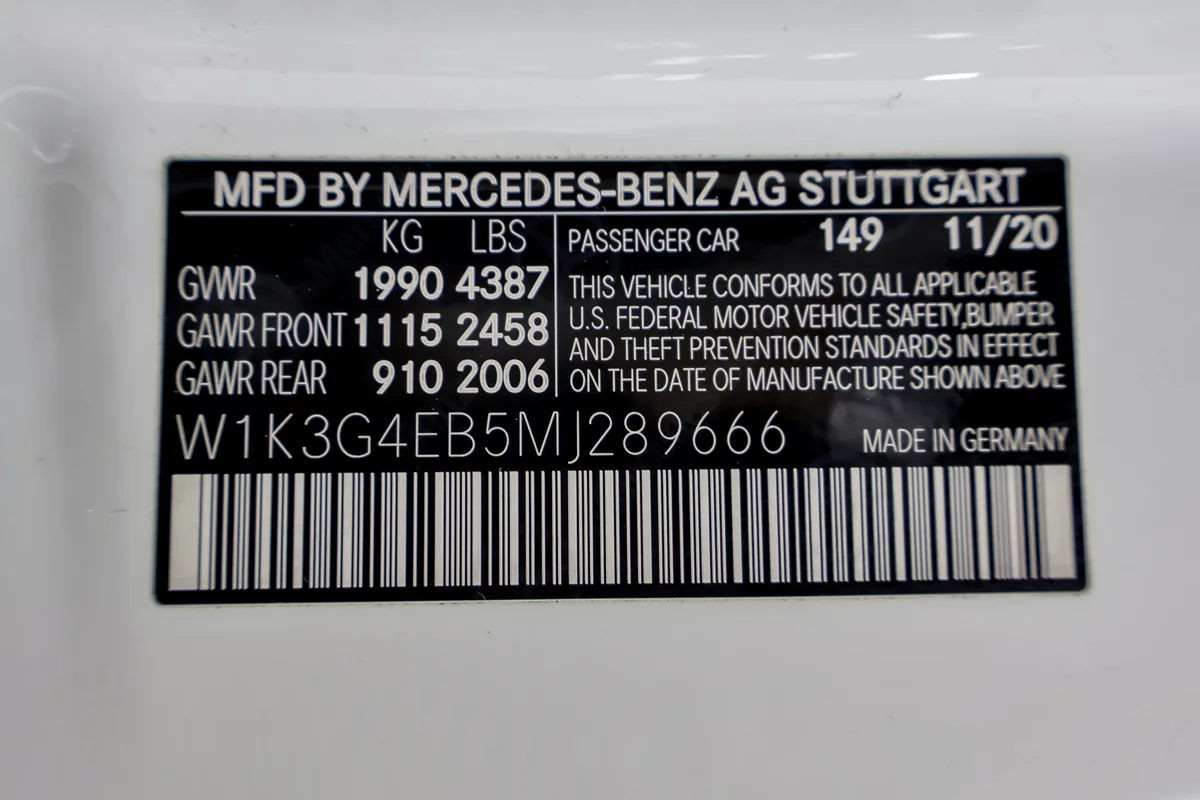 MFD BY MERCEDES-BENZ AG STUTTGART
KG LBS
GVWR 1990 4387
GAWR FRONT 1115 2458
GAWR REAR 910 2006
PASSENGER CAR 149 11/20
THIS VEHICLE CONFORMS TO ALL APPLICABLE
U.S. FEDERAL MOTOR VEHICLE SAFETY,BUMPER
AND THEFT PREVENTION STANDARDS IN EFFECT
ON THE DATE OF MANUFACTURE SHOWN ABOVE
W1K3G4EB5MJ289666 MADE IN GERMANY